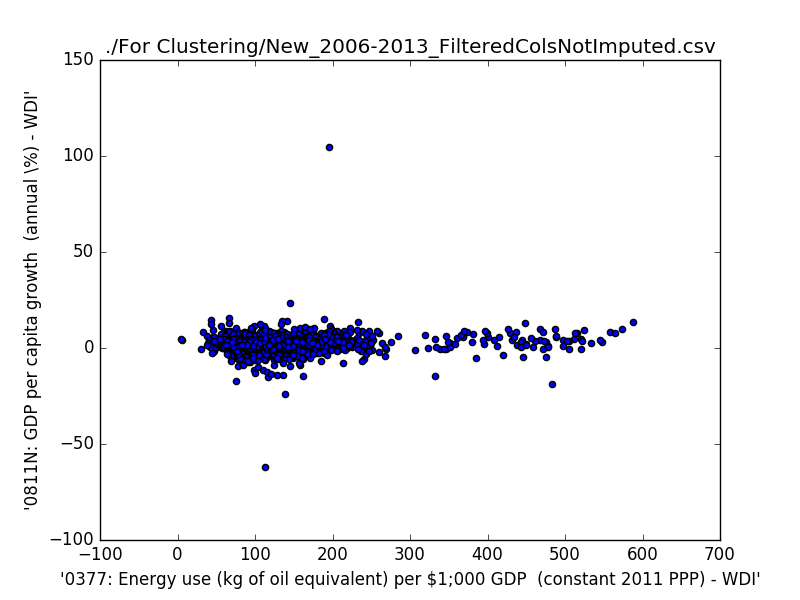 ./For Clustering/New_2006-2013_FilteredColsNotImputed.csv
150
100
50
0
−50
−100
'0811N: GDP per capita growth  (annual \%) - WDI'
−100 0 100 200 300 400 500 600 700
'0377: Energy use (kg of oil equivalent) per $1;000 GDP  (constant 2011 PPP) - WDI'